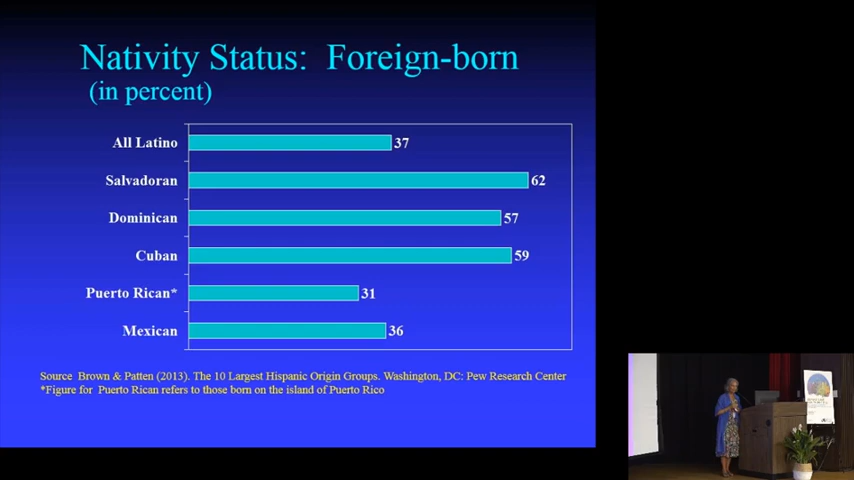 Nativity Status: Foreign-born
(in percent)
All Latino 37
Salvadoran 62
Dominican 57
Cuban 59
Puerto Rican* 31
Mexican 36
Source Brown & Patten (2013). The 10 Largest Hispanic Origin Groups. Washington, DC: Pew Research Center
*Figure for Puerto Rican refers to those born on the island of Puerto Rico